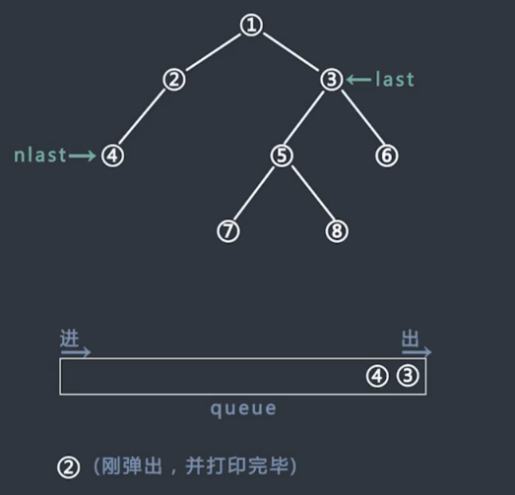 ①
② ③ ←last
nlast→ ④ ⑤ ⑥
⑦ ⑧
进 出
④ ③
queue
② (刚弹出，并打印完毕)